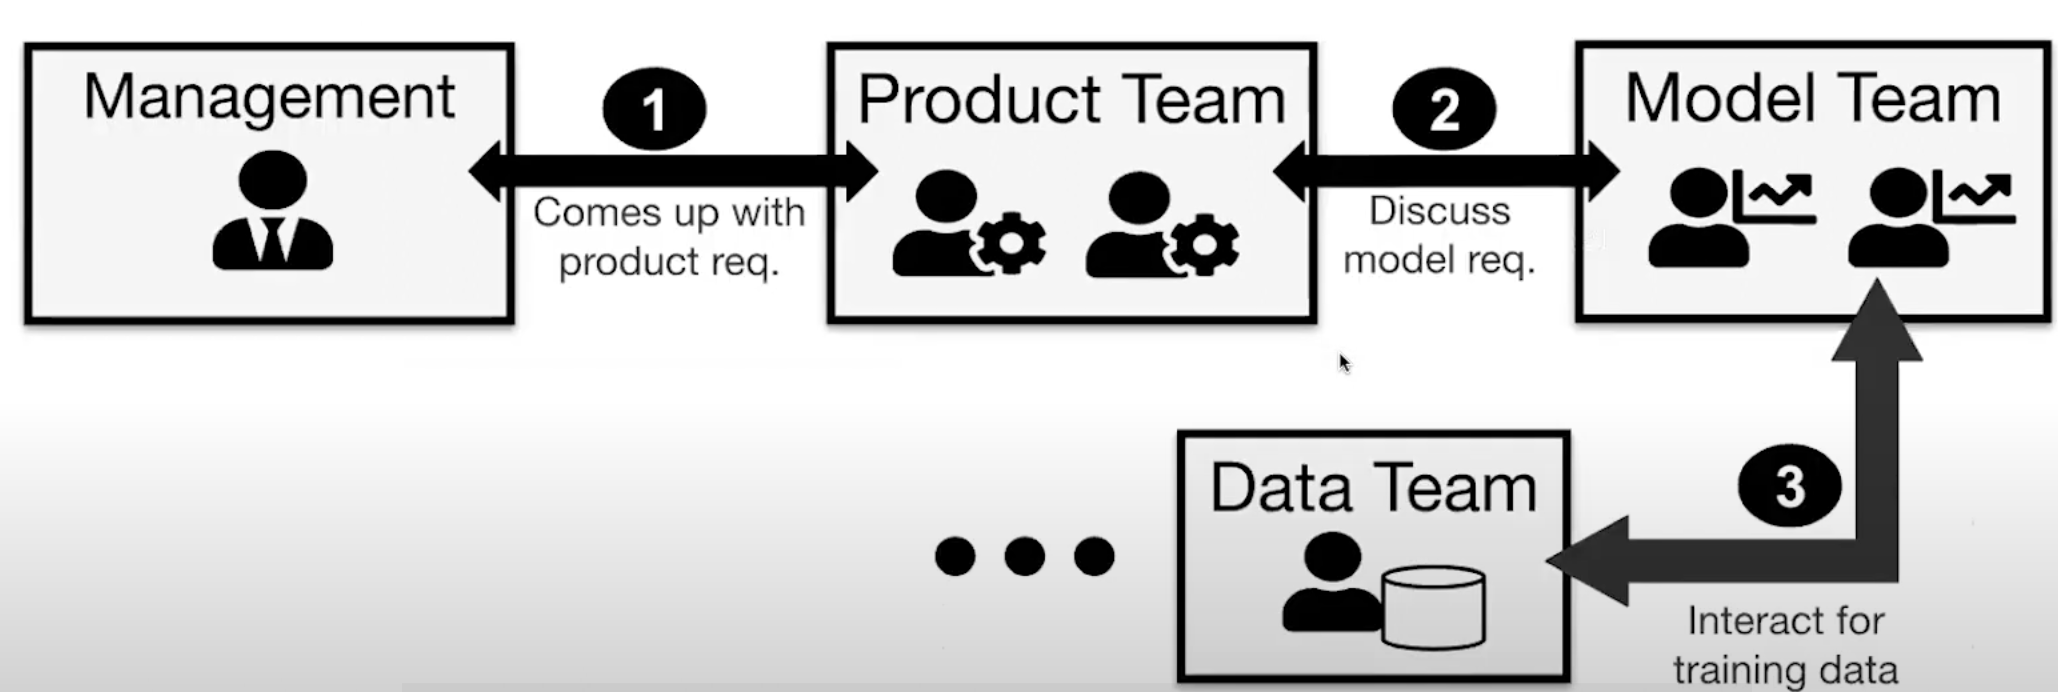 Management
1
Comes up with
product req.
Product Team
2
Discuss
model req.
Model Team
3
Interact for
training data
Data Team